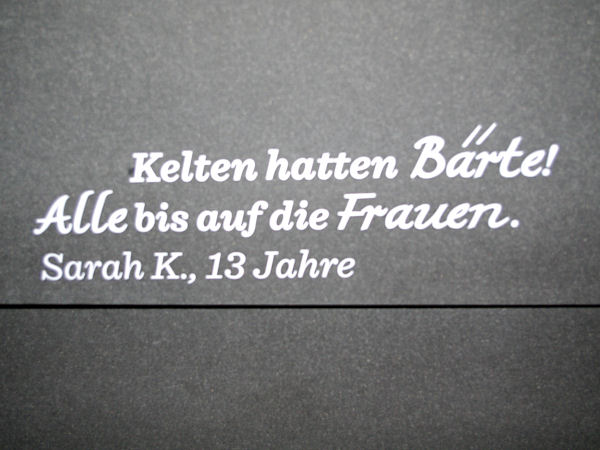 Kelten hatten Bärte!
Alle bis auf die Frauen.
Sarah K., 13 Jahre